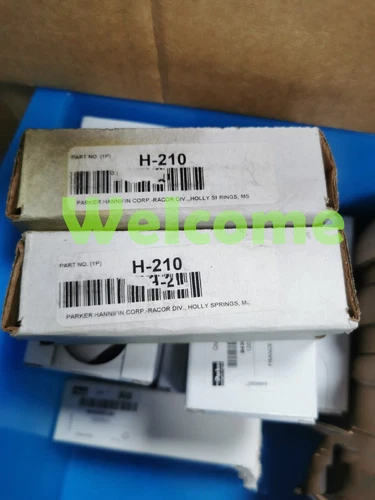 PART NO. (1P) H-210
PARKER HANNIFIN CORP.-RACOR DIV., HOLLY SPRINGS, MS
Welcome
PART NO. (1P) H-210
PARKER HANNIFIN CORP.-RACOR DIV., HOLLY SPRINGS,